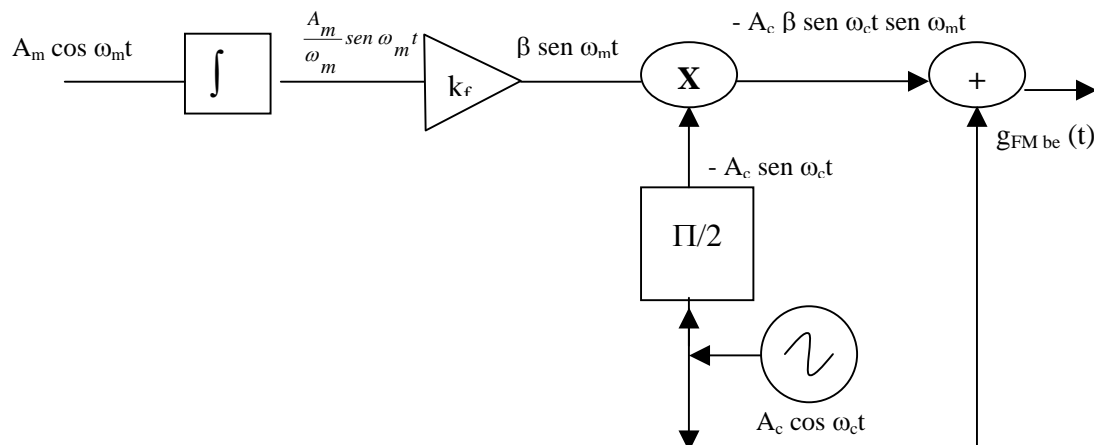 A_m cos ω_mt
∫
A_m/ω_m sen ω_m t
k_f
β sen ω_mt
X
- A_c β sen ω_ct sen ω_mt
+
g_FM be (t)
- A_c sen ω_ct
Π/2
A_c cos ω_ct